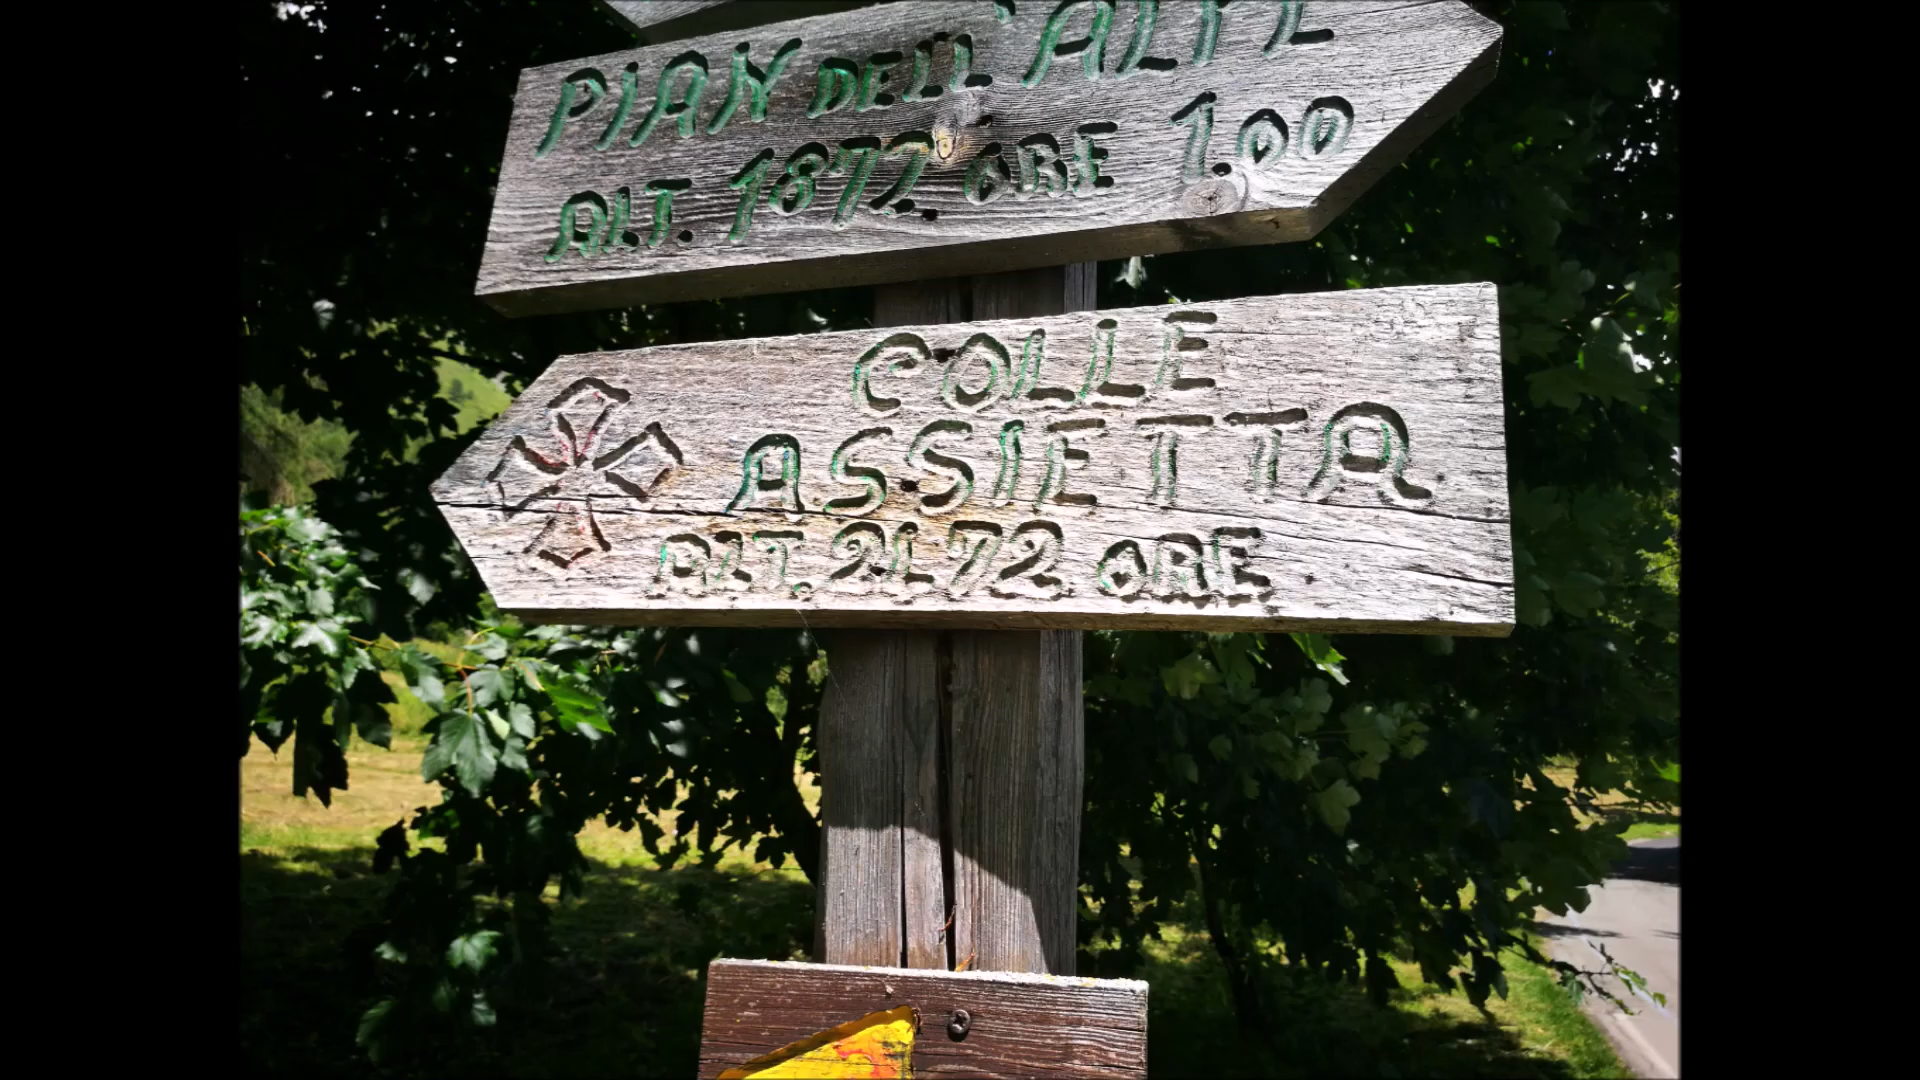 PIAN DELL'ALPE
ALT. 1872 ORE 1.00
COLLE
ASSIETTA
ALT. 2472 ORE